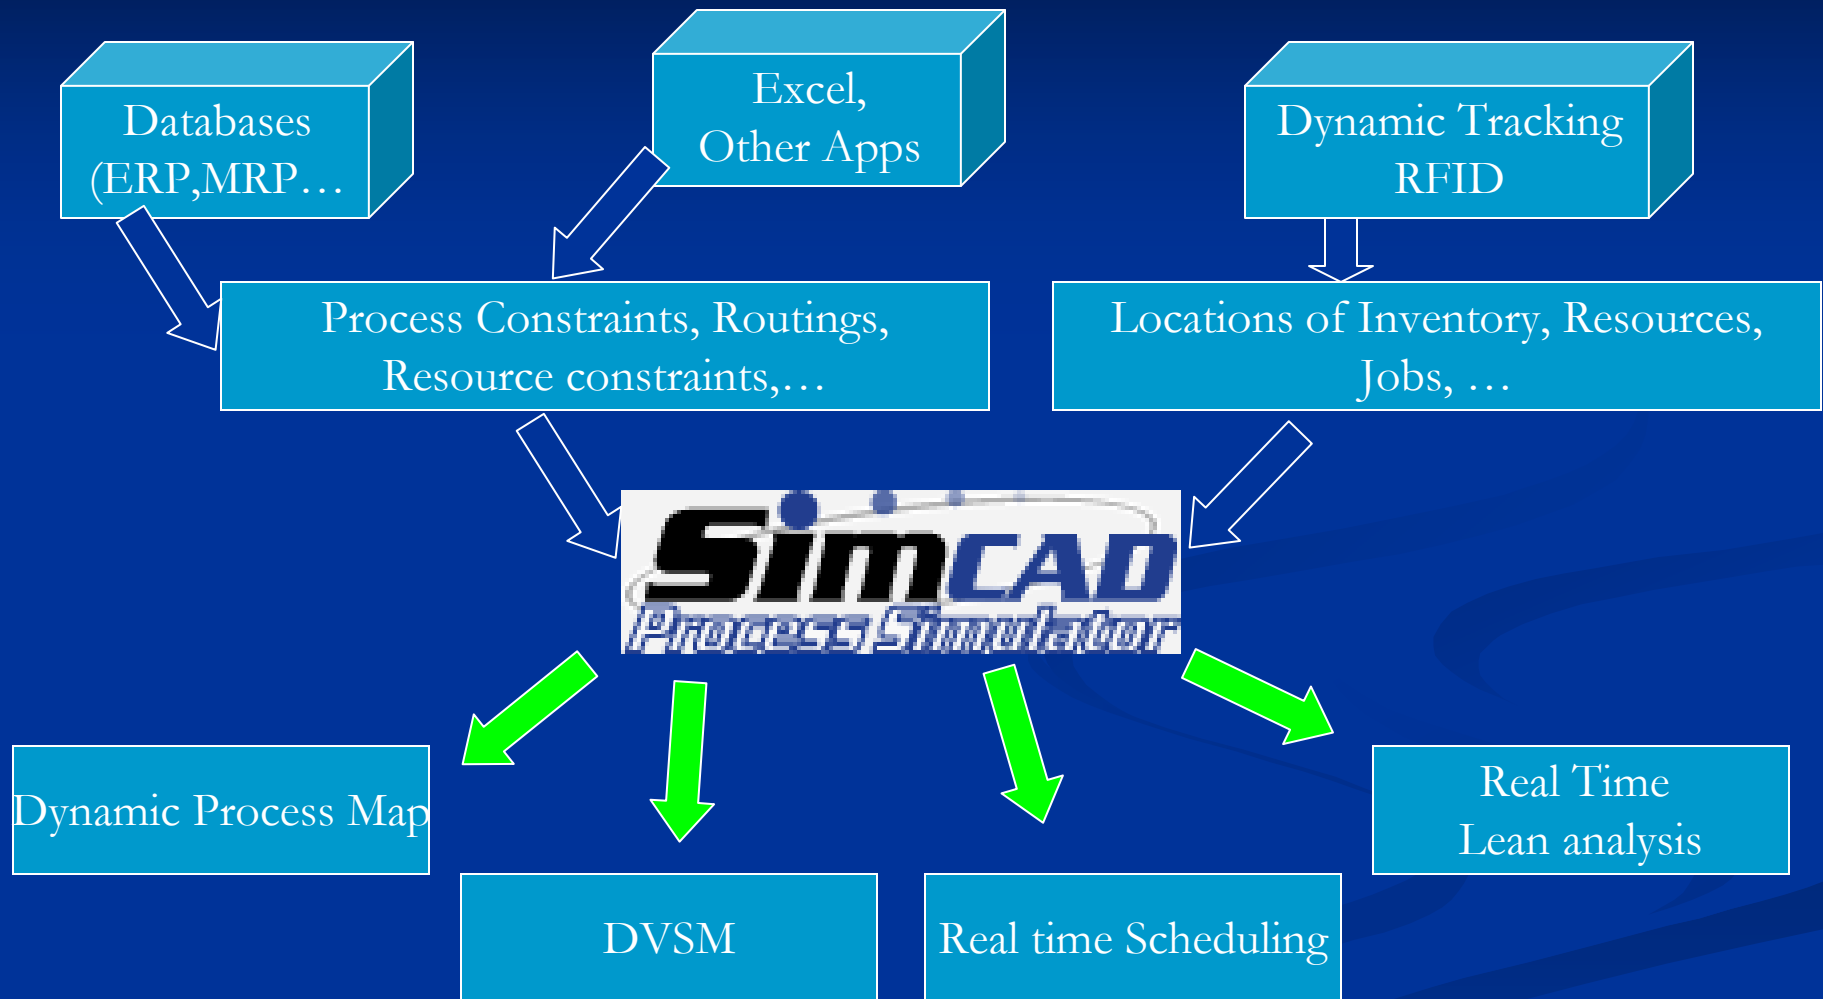 Databases
(ERP,MRP…
Excel,
Other Apps
Dynamic Tracking
RFID
Process Constraints, Routings,
Resource constraints,…
Locations of Inventory, Resources,
Jobs, …
SimCAD
Process Simulator
Dynamic Process Map
DVSM
Real time Scheduling
Real Time
Lean analysis